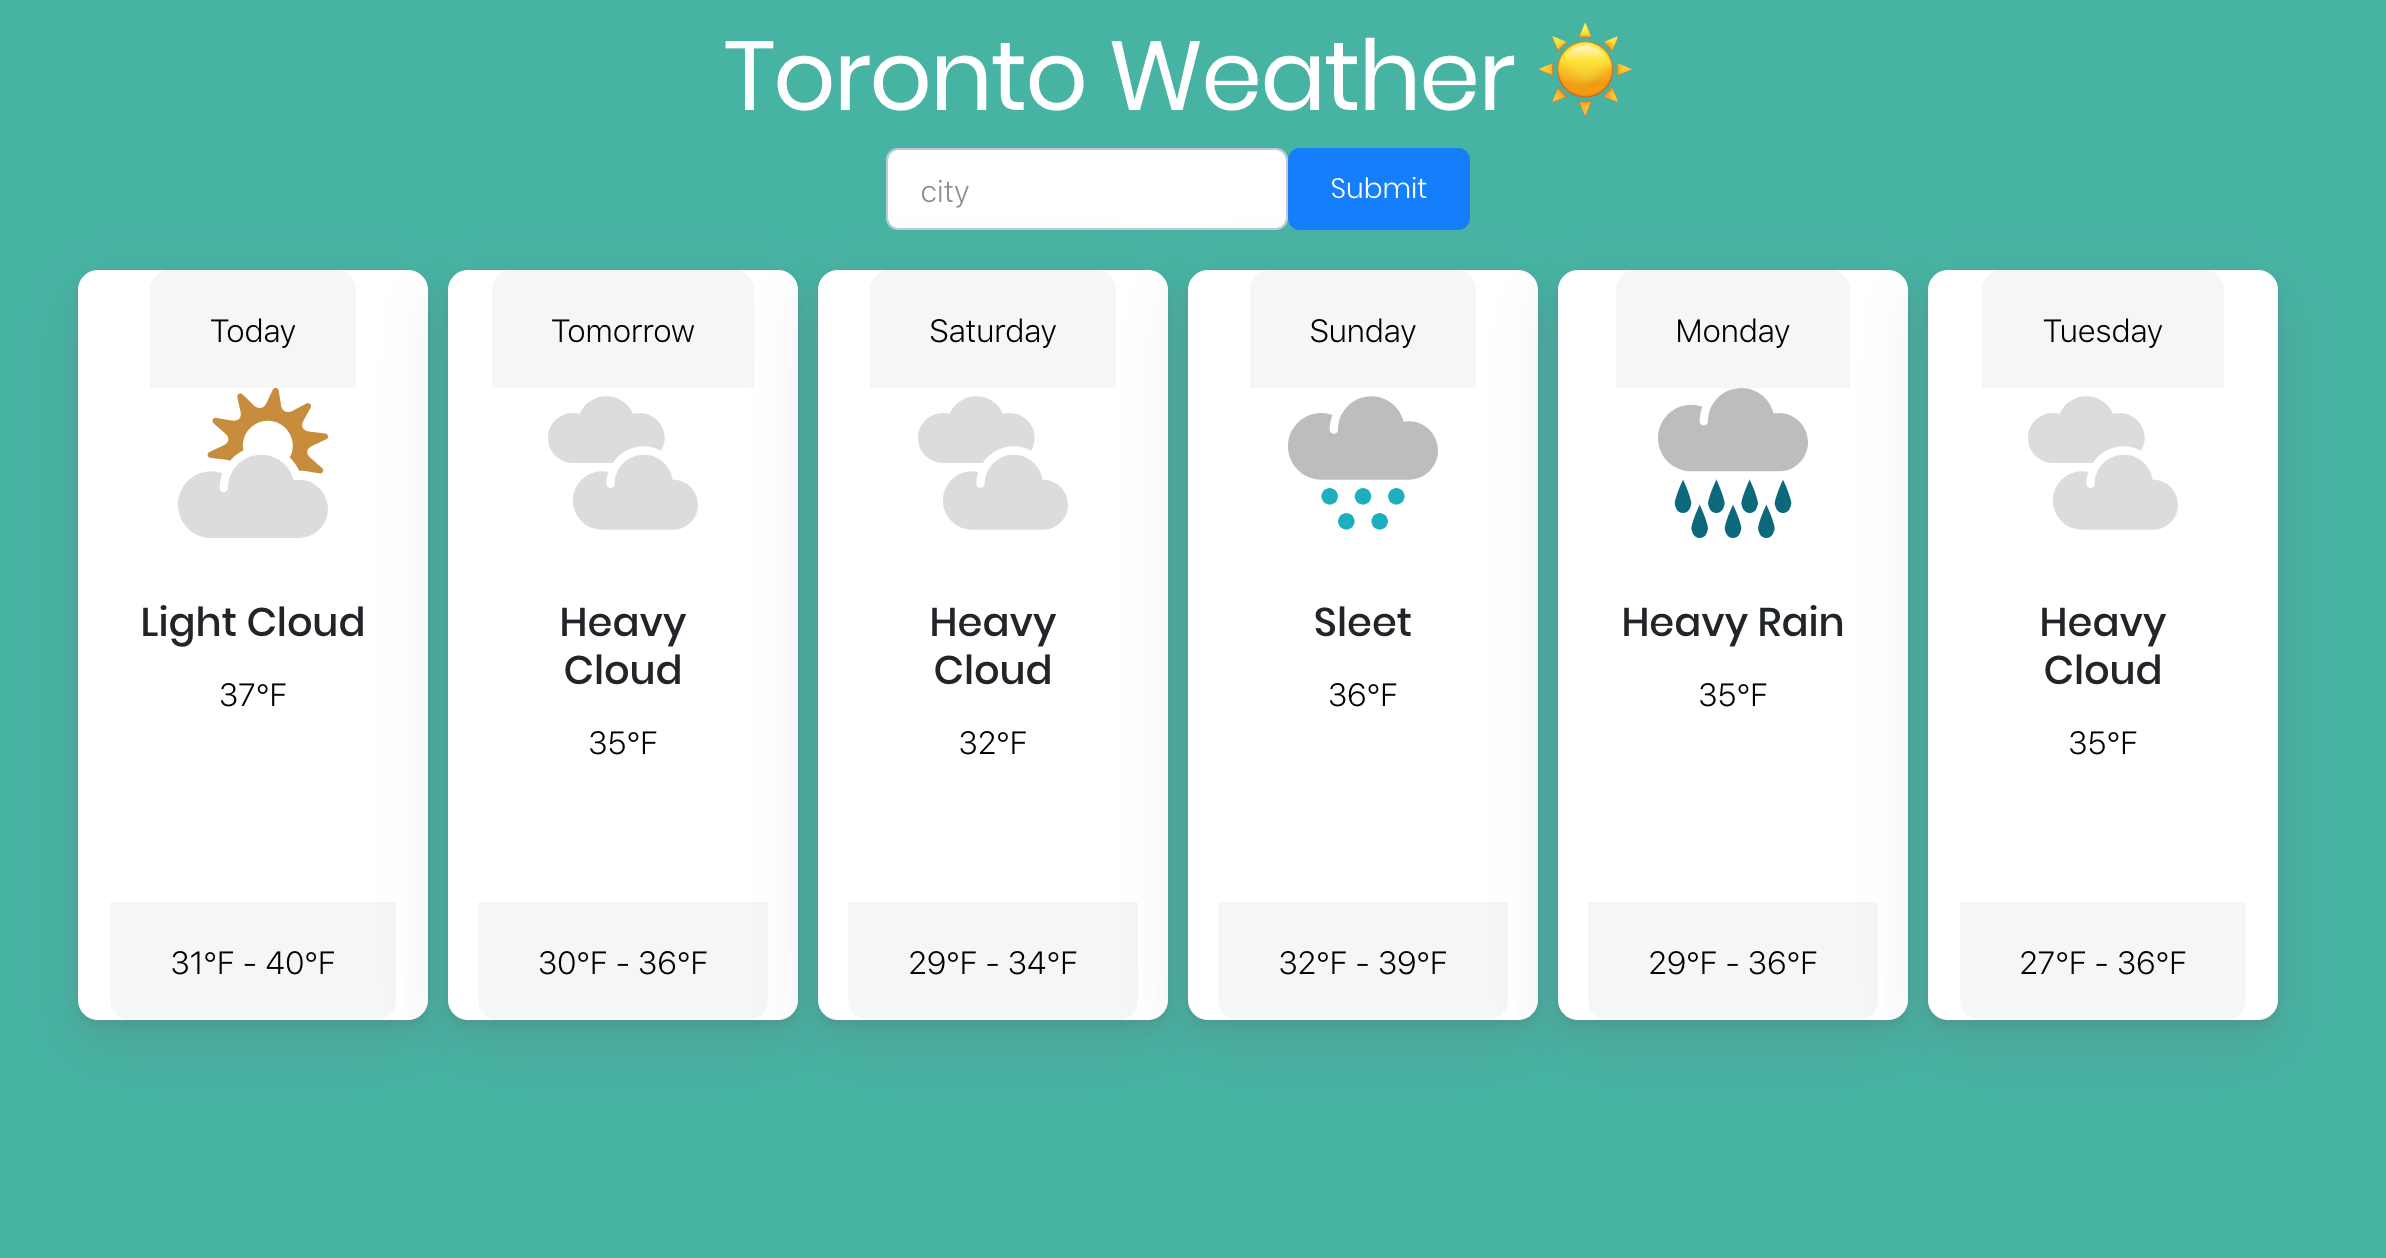 Toronto Weather
city
Submit
Today
Light Cloud
37°F
31°F - 40°F
Tomorrow
Heavy
Cloud
35°F
30°F - 36°F
Saturday
Heavy
Cloud
32°F
29°F - 34°F
Sunday
Sleet
36°F
32°F - 39°F
Monday
Heavy Rain
35°F
29°F - 36°F
Tuesday
Heavy
Cloud
35°F
27°F - 36°F